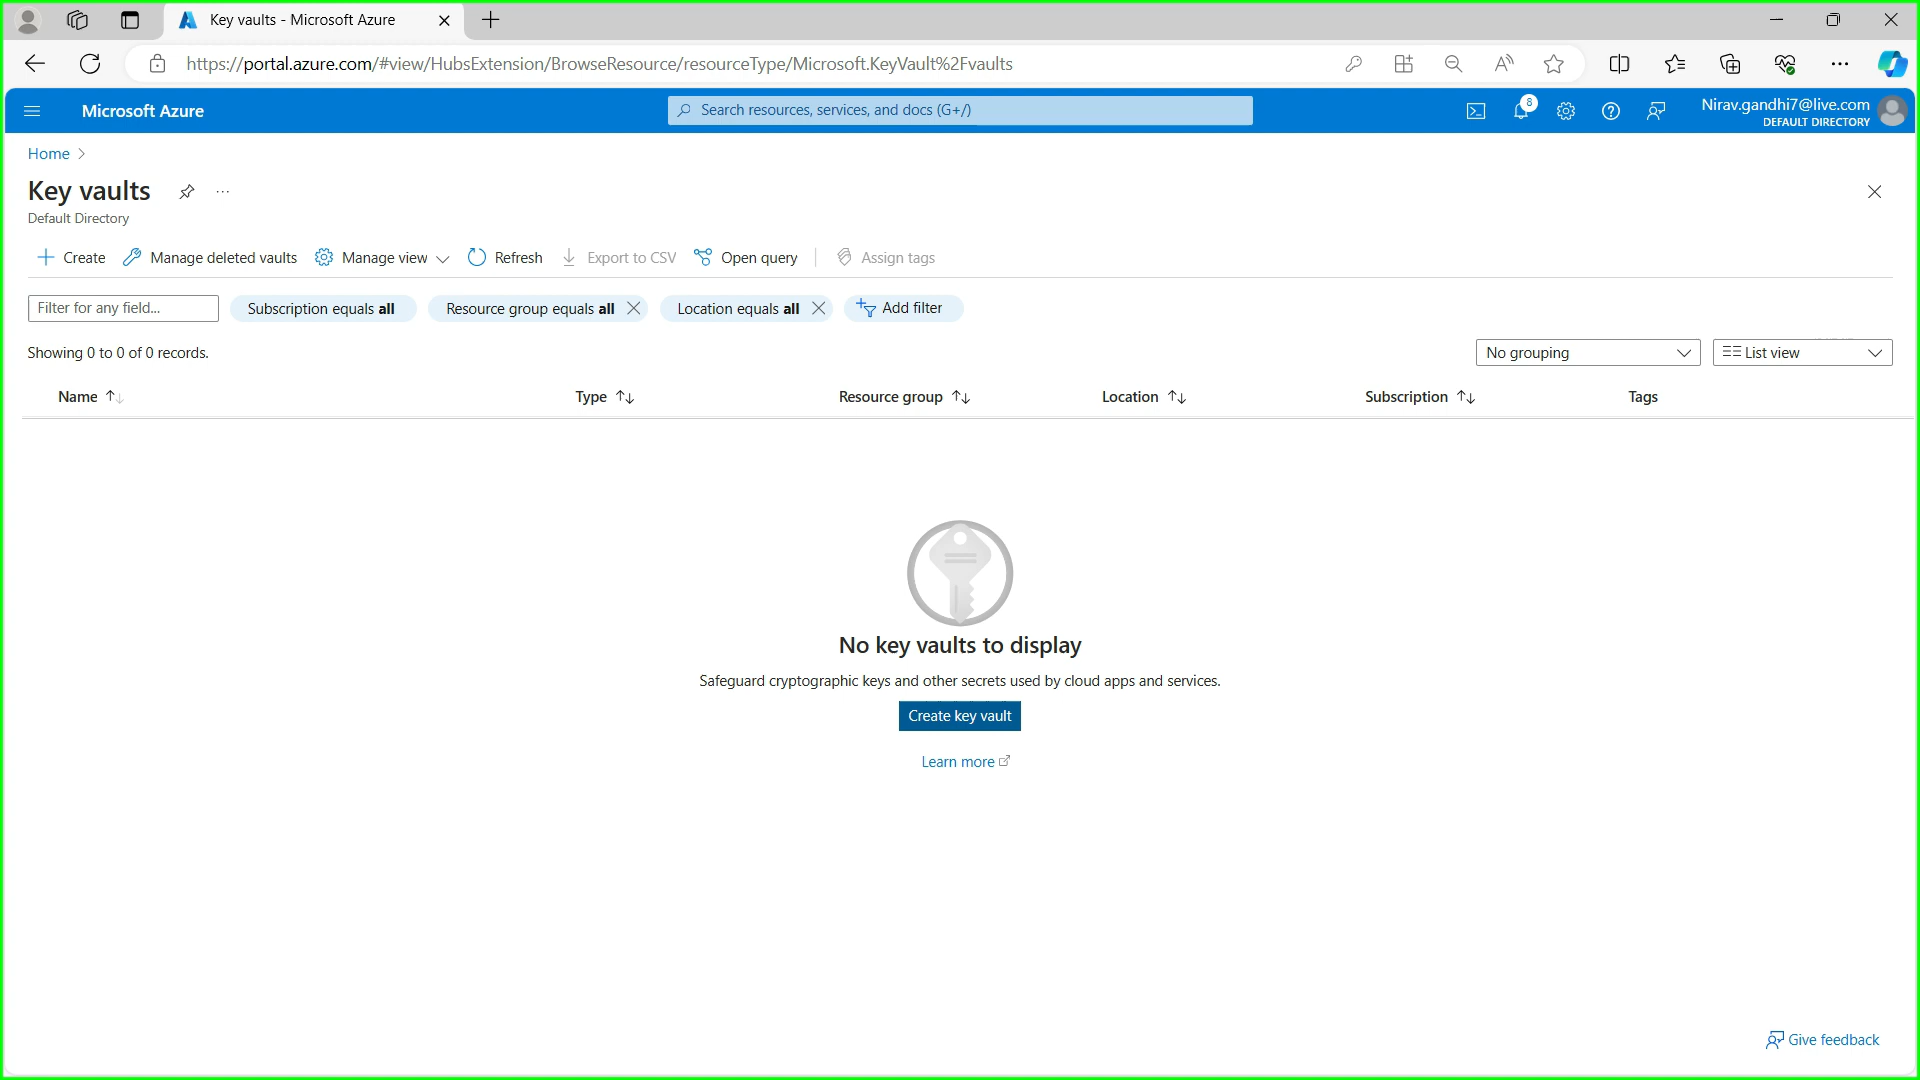 Key vaults - Microsoft Azure
https://portal.azure.com/#view/HubsExtension/BrowseResource/resourceType/Microsoft.KeyVault%2Fvaults
Microsoft Azure
Search resources, services, and docs (G+/)
8
Nirav.gandhi7@live.com
DEFAULT DIRECTORY
Home
Key vaults
Default Directory
Create
Manage deleted vaults
Manage view
Refresh
Export to CSV
Open query
Assign tags
Filter for any field...
Subscription equals all
Resource group equals all
Location equals all
Add filter
Showing 0 to 0 of 0 records.
No grouping
List view
Name
Type
Resource group
Location
Subscription
Tags
No key vaults to display
Safeguard cryptographic keys and other secrets used by cloud apps and services.
Create key vault
Learn more
Give feedback